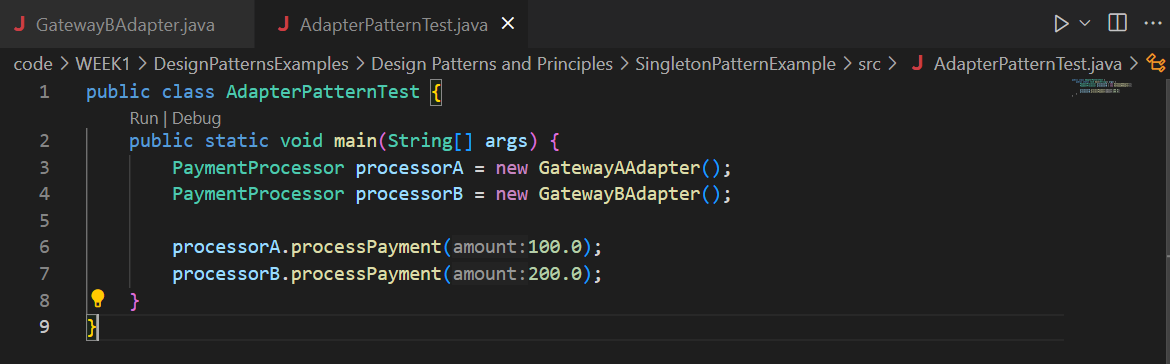 J GatewayBAdapter.java J AdapterPatternTest.java ×
code > WEEK1 > DesignPatternsExamples > Design Patterns and Principles > SingletonPatternExample > src > J AdapterPatternTest.java >
1 public class AdapterPatternTest {
Run | Debug
2     public static void main(String[] args) {
3         PaymentProcessor processorA = new GatewayAAdapter();
4         PaymentProcessor processorB = new GatewayBAdapter();
5
6         processorA.processPayment(amount:100.0);
7         processorB.processPayment(amount:200.0);
8     }
9 }